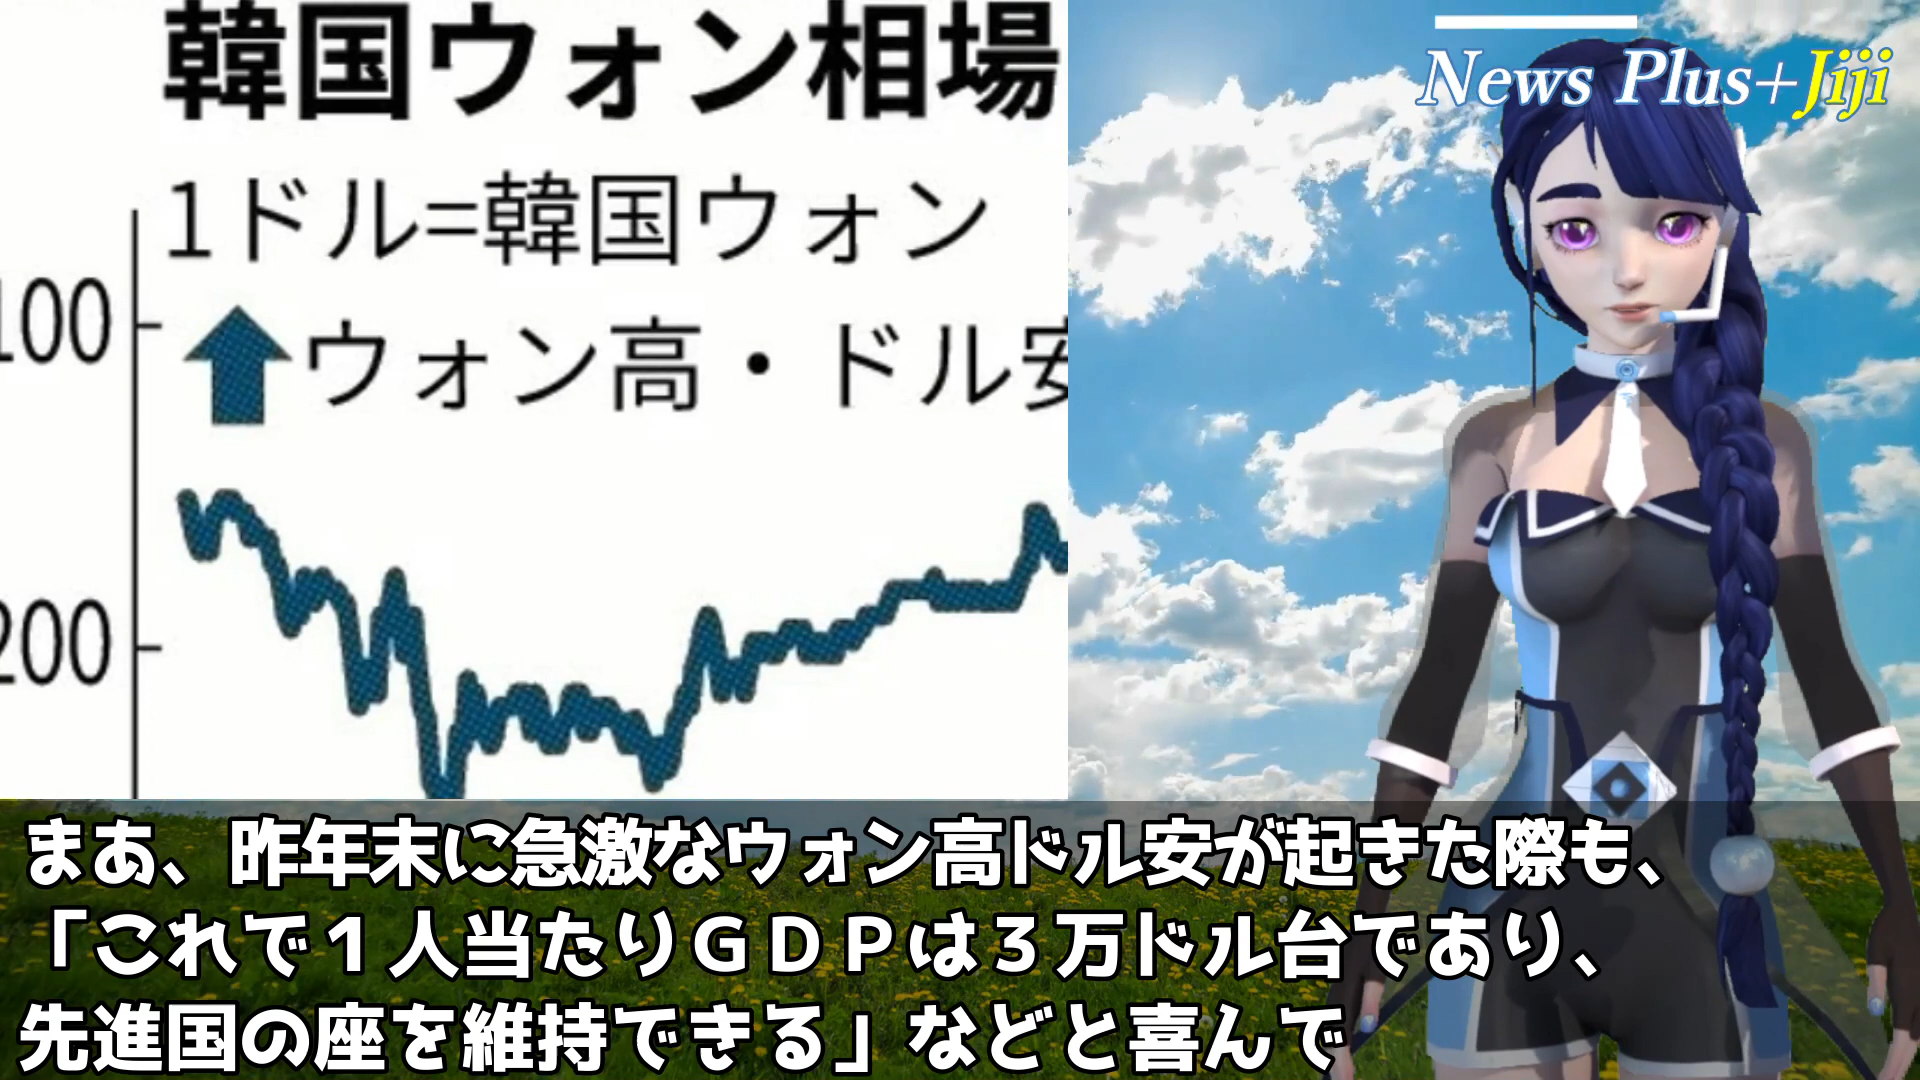 韓国ウォン相場
1ドル=韓国ウォン
100
ウォン高・ドル安
200
News Plus+Jiji
まあ、昨年末に急激なウォン高ドル安が起きた際も、
「これで１人当たりＧＤＰは３万ドル台であり、
先進国の座を維持できる」などと喜んで